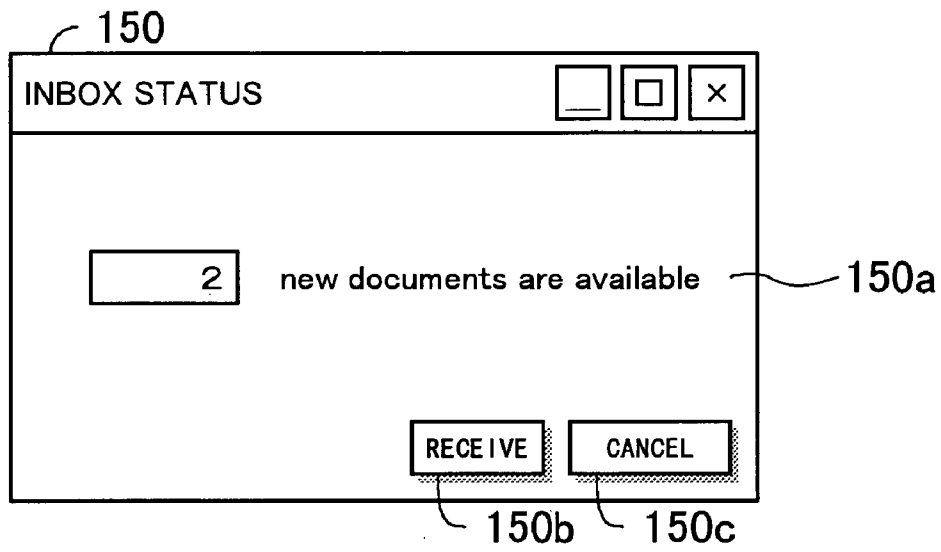 150
INBOX STATUS
2 new documents are available
150a
RECEIVE CANCEL
150b 150c